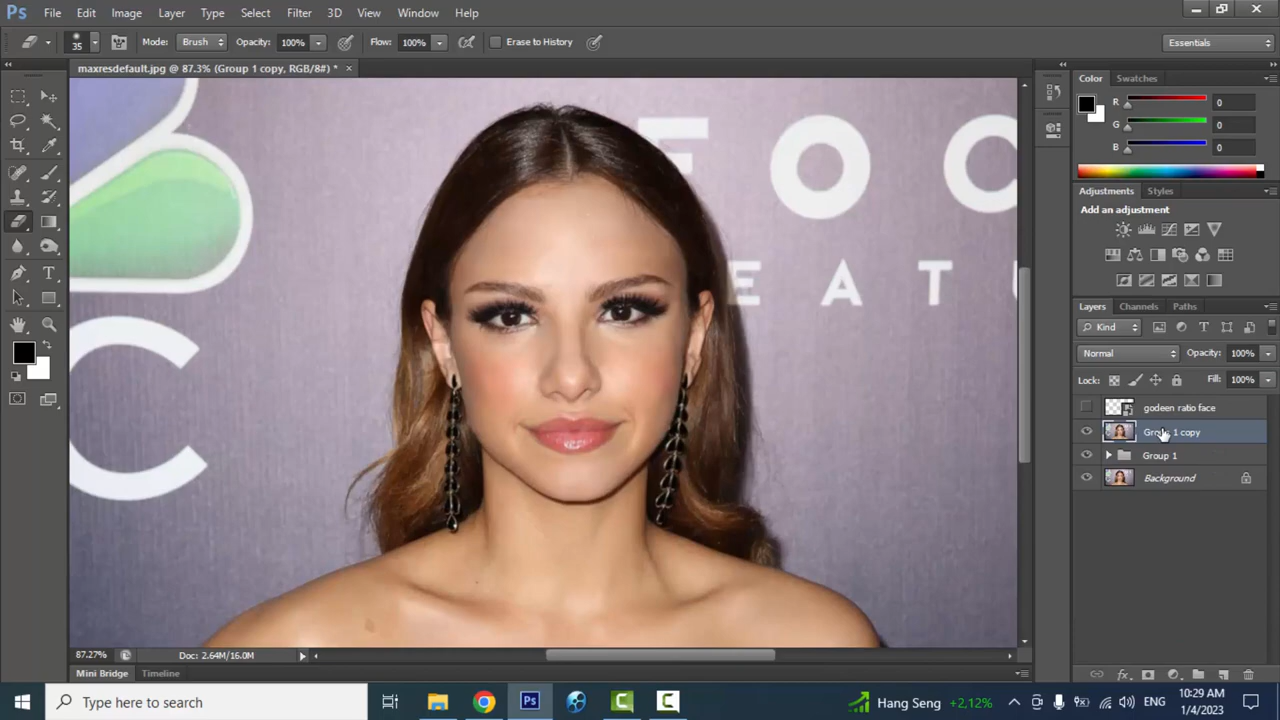 Ps File Edit Image Layer Type Select Filter 3D View Window Help
35 Mode: Brush Opacity: 100% Flow: 100% Erase to History Essentials
maxresdefault.jpg @ 87.3% (Group 1 copy, RGB/8#) * ×
Color Swatches
R 0
G 0
B 0
Adjustments Styles
Add an adjustment
Layers Channels Paths
Kind
Normal Opacity: 100%
Lock: Fill: 100%
godeen ratio face
Group 1 copy
Group 1
Background
F O C
E A T U
C
87.27% Doc: 2.64M/16.0M
Mini Bridge Timeline
Type here to search
Ps
Hang Seng +2,12% ENG
10:29 AM
1/4/2023